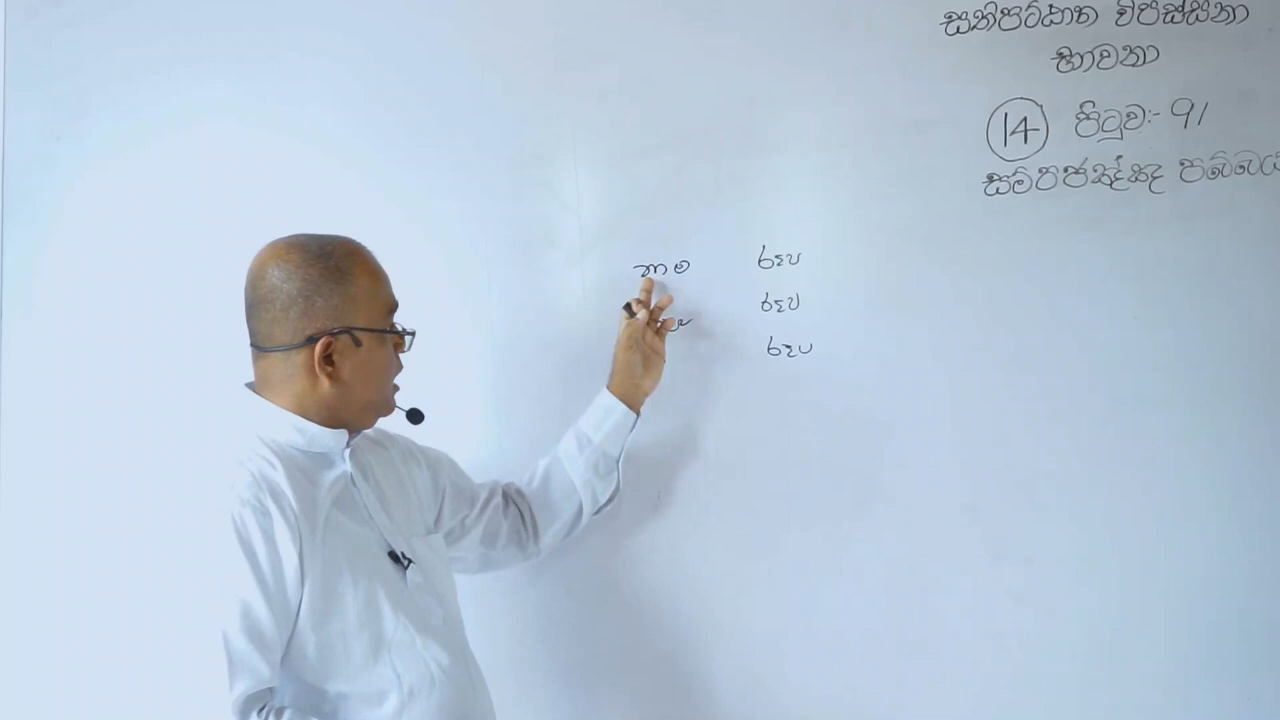 සතිපට්ඨාන විපස්සනා
භාවනා
14 පිටුව:- 91
සම්පජඤ්ඤ පබ්බය
නාම රූප
රූප
රූප